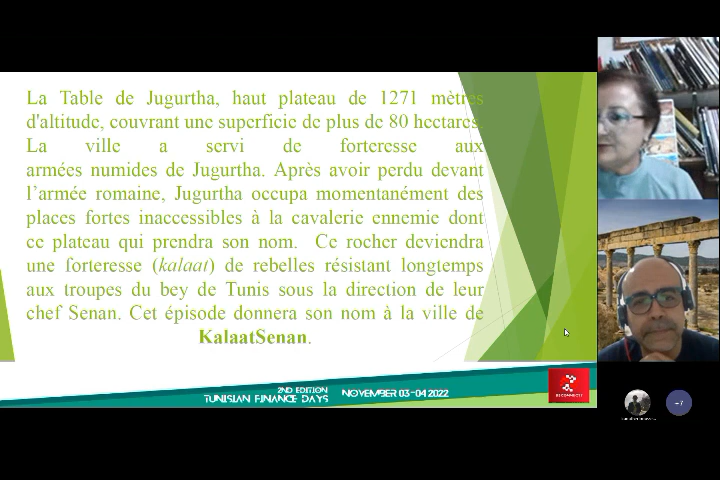 La Table de Jugurtha, haut plateau de 1271 mètres
d'altitude, couvrant une superficie de plus de 80 hectares.
La ville a servi de forteresse aux
armées numides de Jugurtha. Après avoir perdu devant
l'armée romaine, Jugurtha occupa momentanément des
places fortes inaccessibles à la cavalerie ennemie dont
ce plateau qui prendra son nom. Ce rocher deviendra
une forteresse (kalaat) de rebelles résistant longtemps
aux troupes du bey de Tunis sous la direction de leur
chef Senan. Cet épisode donnera son nom à la ville de
KalaatSenan.
2ND EDITION
TUNISIAN FINANCE DAYS
NOVEMBER 03-04 2022
+7